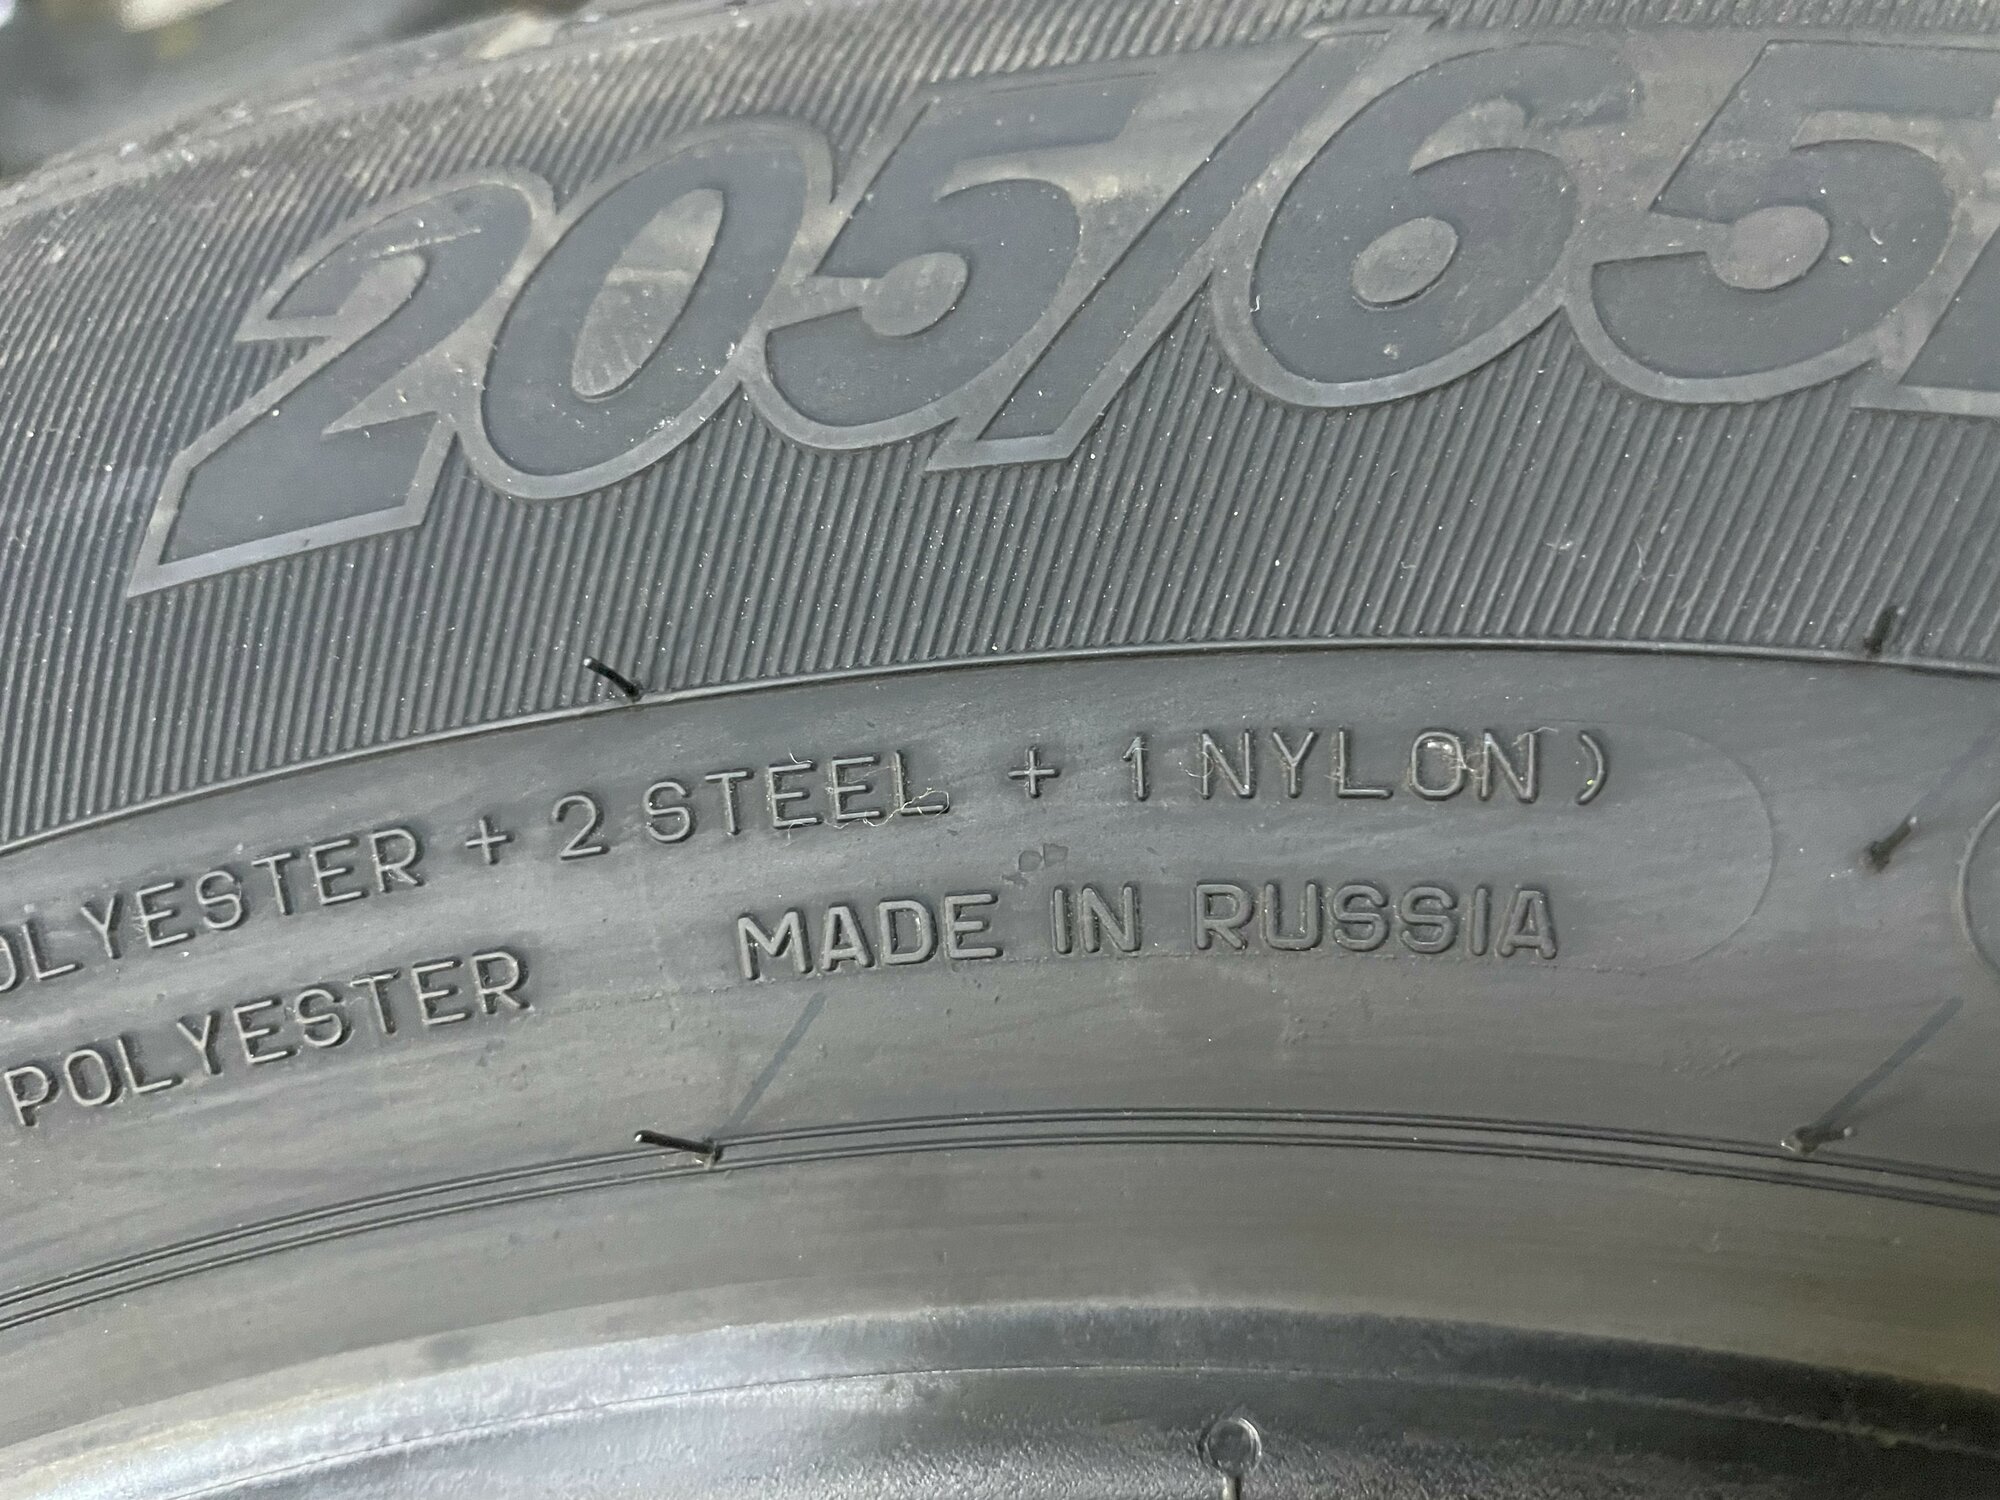 205/65
POLYESTER + 2 STEEL + 1 NYLON)
POLYESTER MADE IN RUSSIA